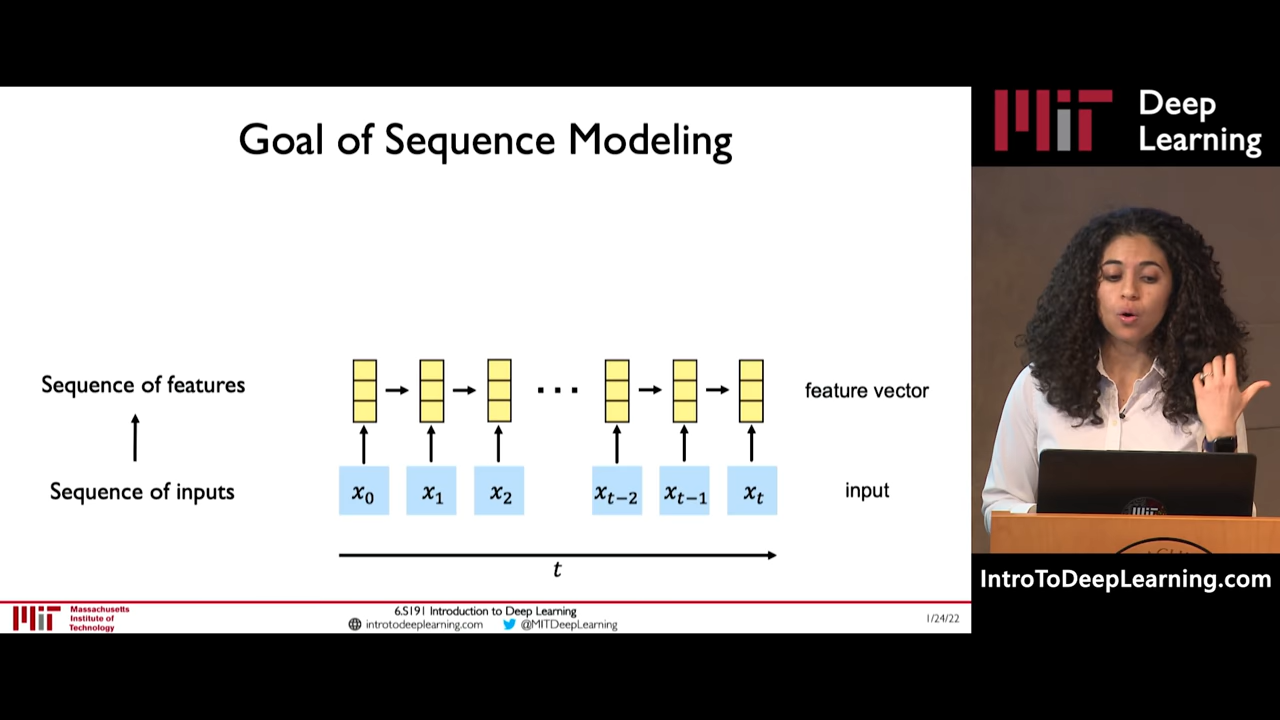 Goal of Sequence Modeling
Sequence of features
feature vector
Sequence of inputs
x₀ x₁ x₂ xₜ₋₂ xₜ₋₁ xₜ
input
. . .
t
Massachusetts
Institute of
Technology
6.S191 Introduction to Deep Learning
introtodeeplearning.com @MITDeepLearning
1/24/22
MIT Deep
Learning
IntroToDeepLearning.com